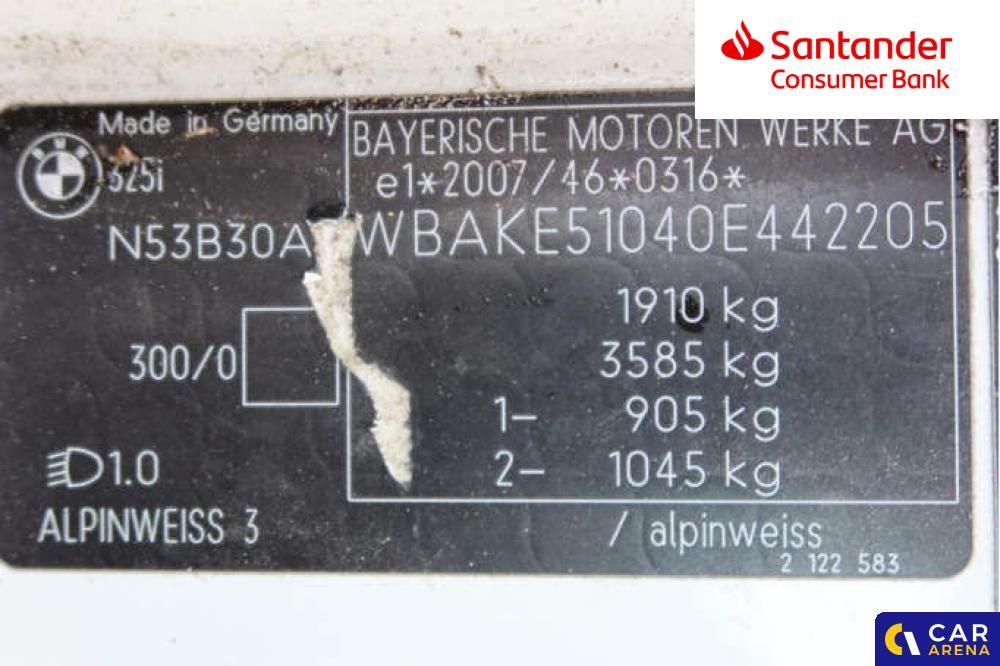 Santander
Consumer Bank
Made in Germany
BMW
325i
N53B30A
300/0
1.0
ALPINWEISS 3
BAYERISCHE MOTOREN WERKE AG
e1*2007/46*0316*
WBAKE51040E442205
1910 kg
3585 kg
1- 905 kg
2- 1045 kg
/ alpinweiss
2 122 583
CAR
ARENA